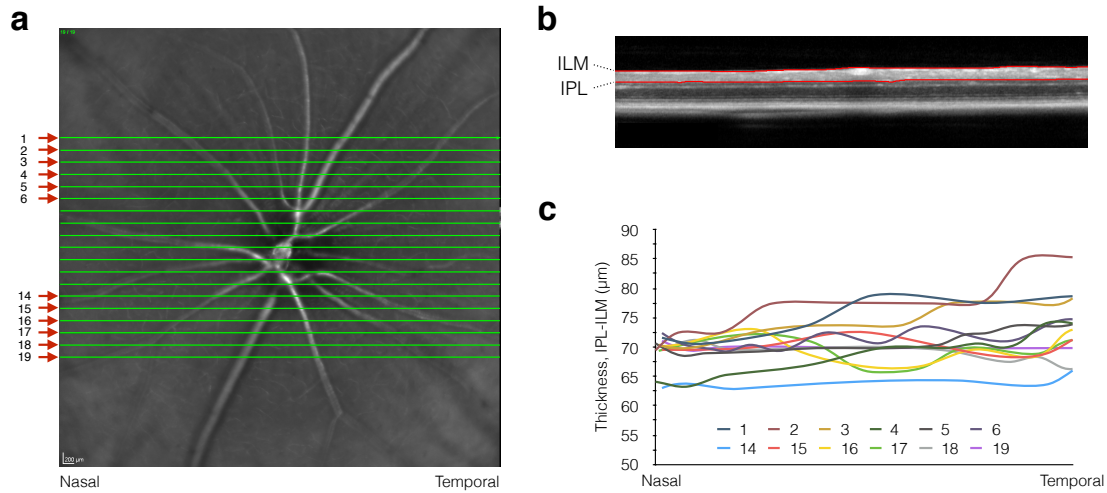 a
19 / 19
1
2
3
4
5
6
14
15
16
17
18
19
200 µm
Nasal
Temporal
b
ILM
IPL
c
Thickness, IPL-ILM (µm)
90
85
80
75
70
65
60
55
50
1 2 3 4 5 6
14 15 16 17 18 19
Nasal
Temporal